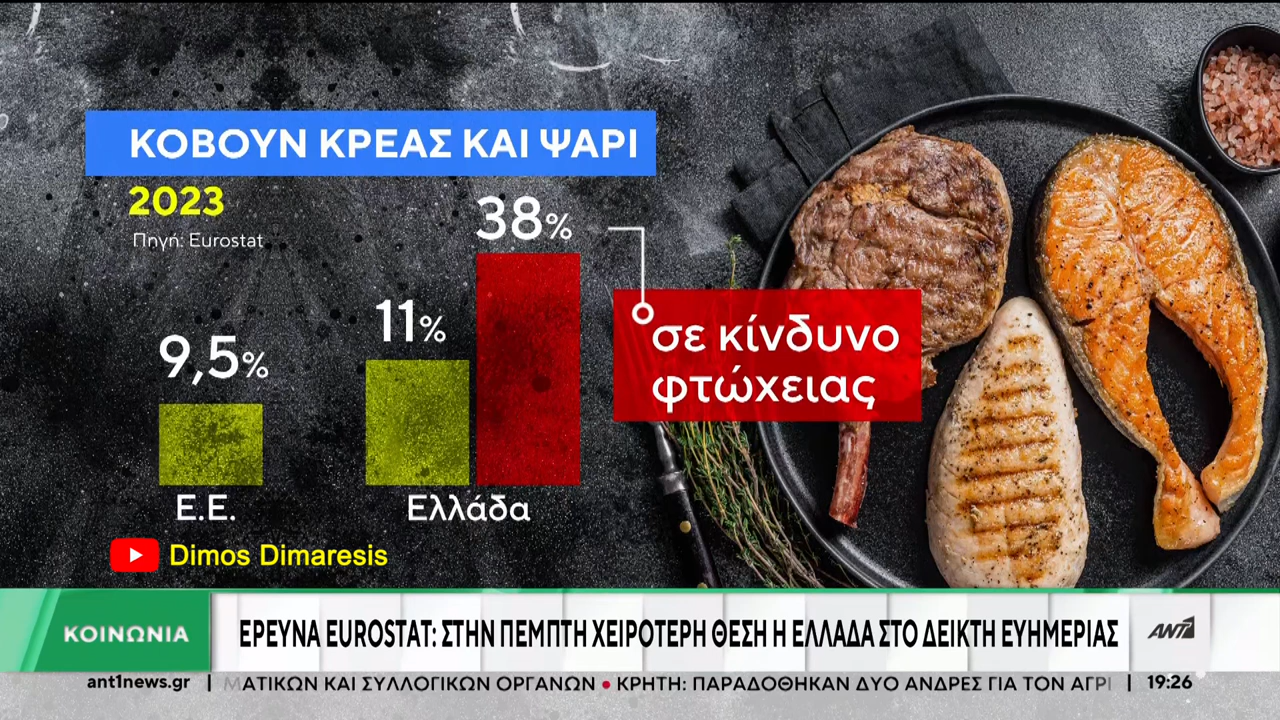 ΚΟΒΟΥΝ ΚΡΕΑΣ ΚΑΙ ΨΑΡΙ
2023
Πηγή: Eurostat
9,5%
11%
38%
σε κίνδυνο
φτώχειας
Ε.Ε.
Ελλάδα
Dimos Dimaresis
ΚΟΙΝΩΝΙΑ
ΕΡΕΥΝΑ EUROSTAT: ΣΤΗΝ ΠΕΜΠΤΗ ΧΕΙΡΟΤΕΡΗ ΘΕΣΗ Η ΕΛΛΑΔΑ ΣΤΟ ΔΕΙΚΤΗ ΕΥΗΜΕΡΙΑΣ
ANT1
ant1news.gr | ΜΑΤΙΚΩΝ ΚΑΙ ΣΥΛΛΟΓΙΚΩΝ ΟΡΓΑΝΩΝ • ΚΡΗΤΗ: ΠΑΡΑΔΟΘΗΚΑΝ ΔΥΟ ΑΝΔΡΕΣ ΓΙΑ ΤΟΝ ΑΓΡΙ | 19:26